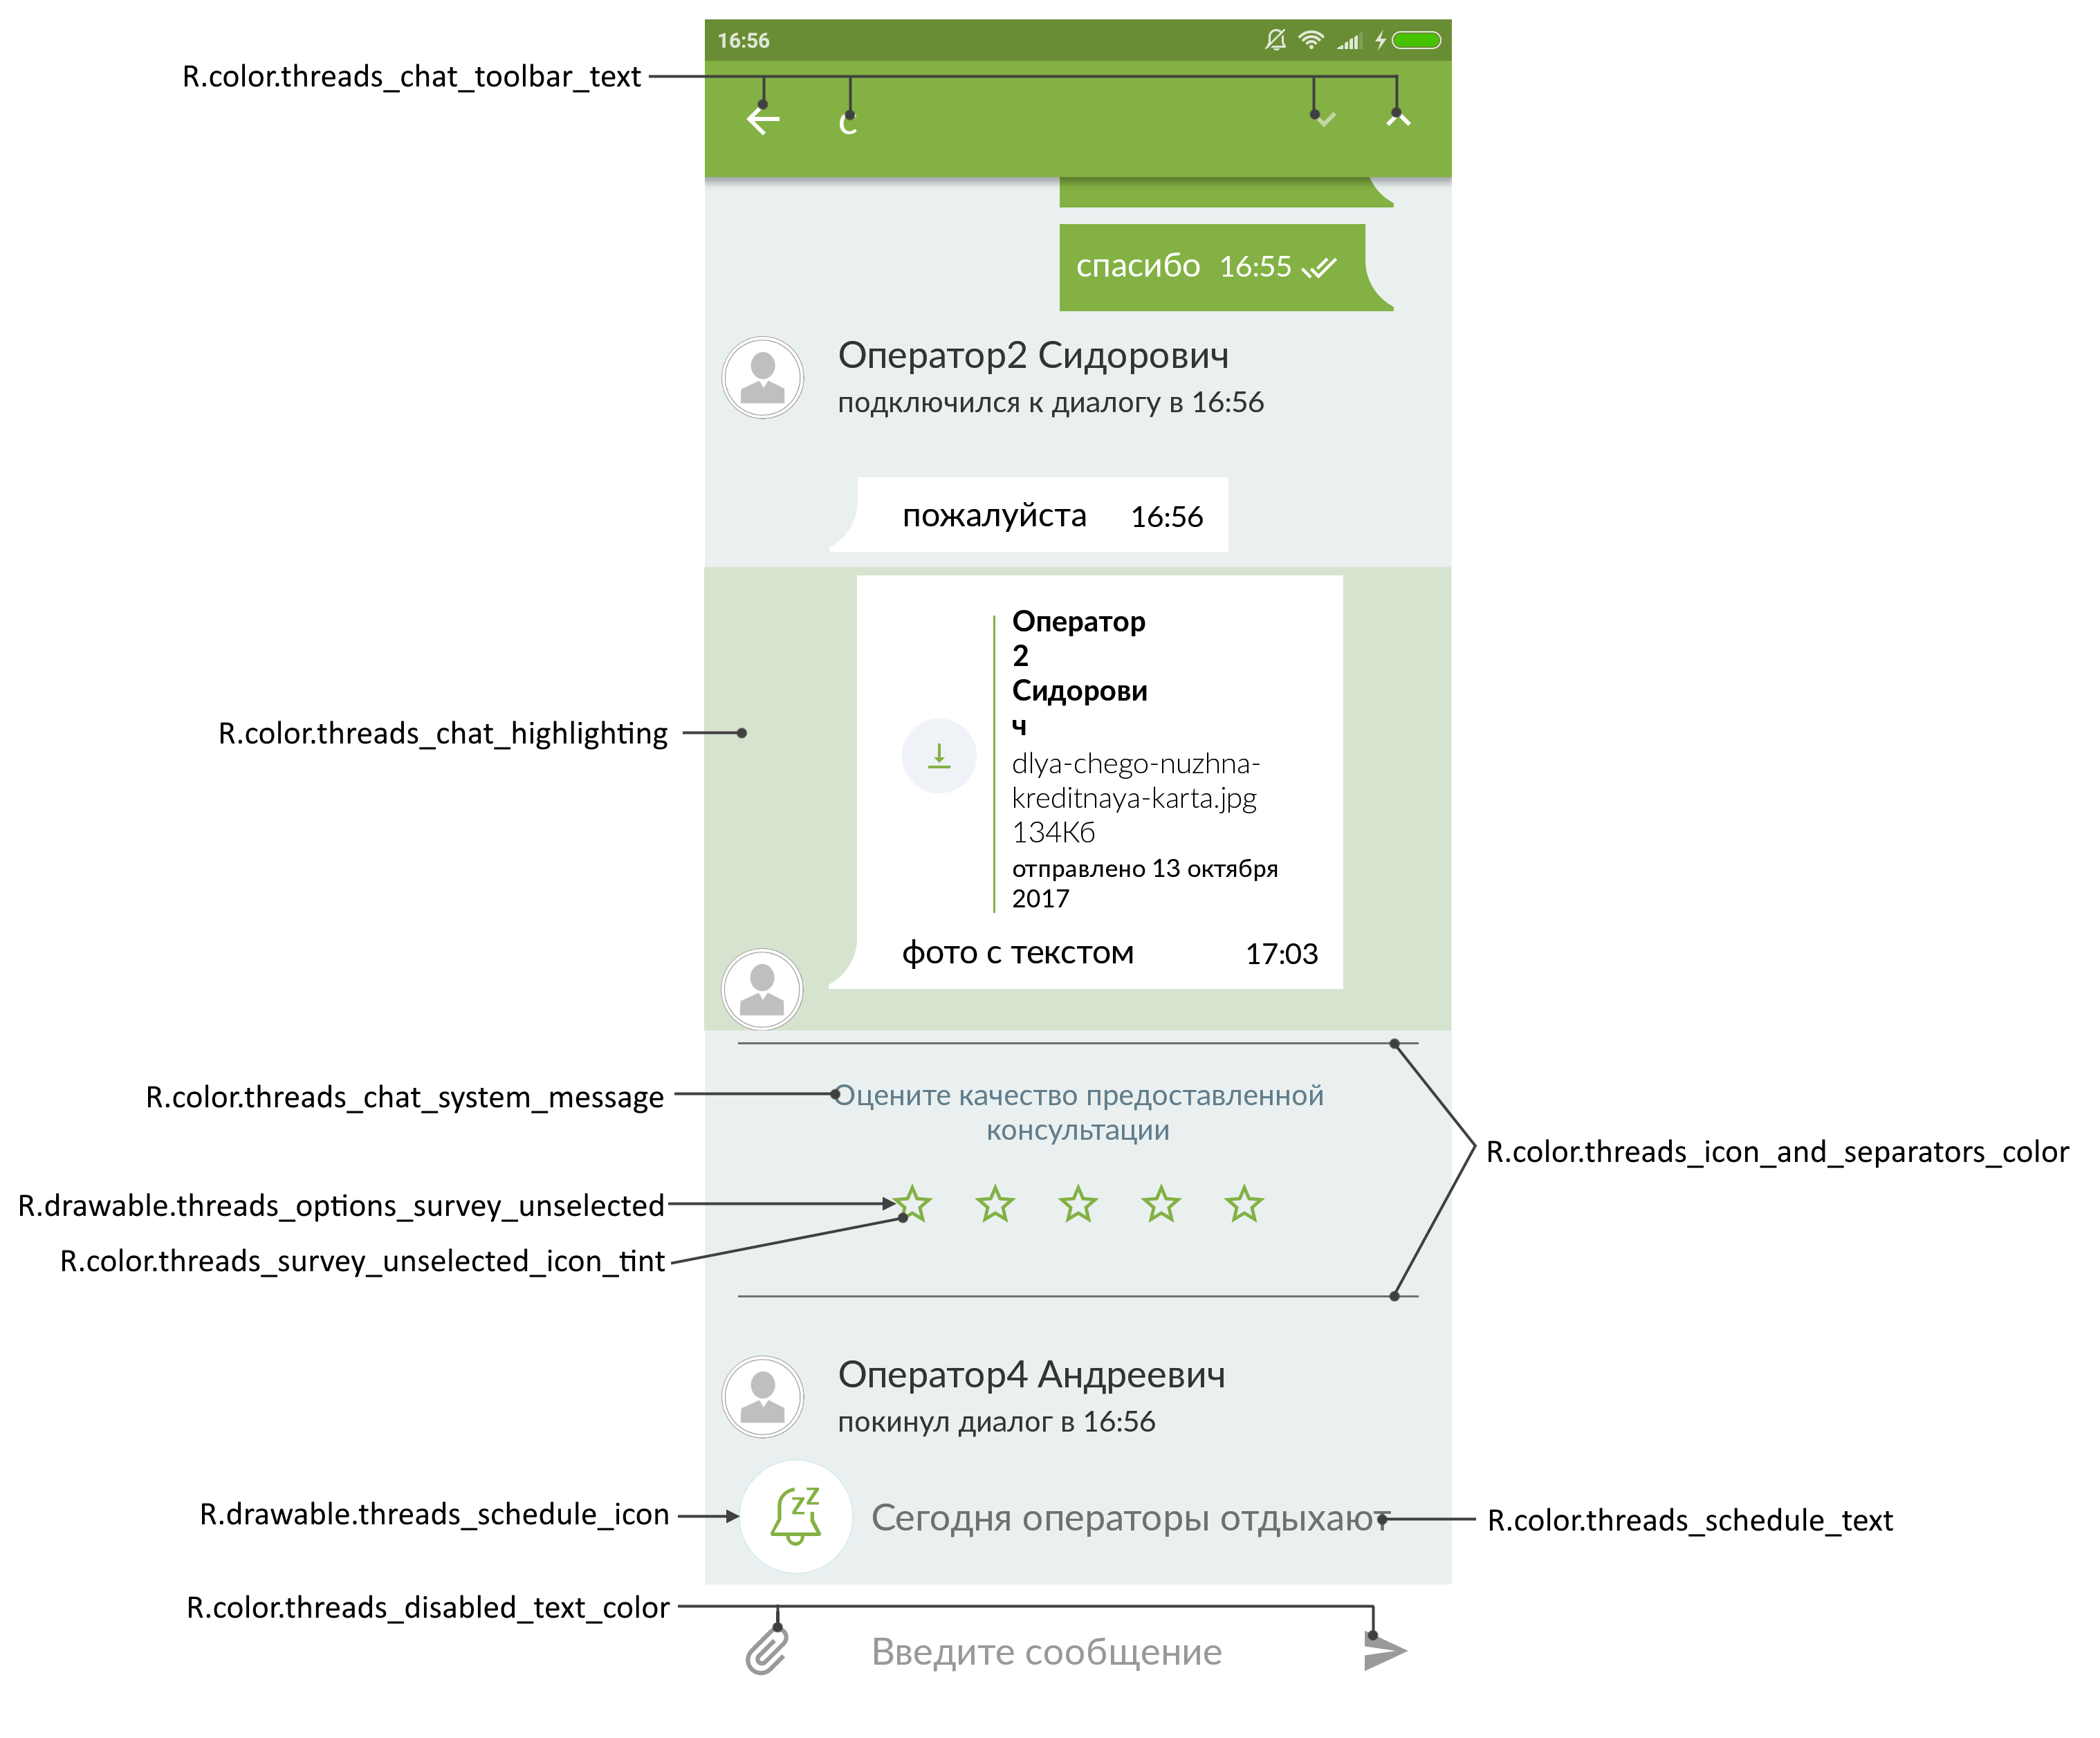 16:56
R.color.threads_chat_toolbar_text
с
спасибо 16:55
Оператор2 Сидорович
подключился к диалогу в 16:56
пожалуйста 16:56
Оператор
2
Сидорови
ч
R.color.threads_chat_highlighting
dlya-chego-nuzhna-
kreditnaya-karta.jpg
134Кб
отправлено 13 октября
2017
фото с текстом 17:03
R.color.threads_chat_system_message
Оцените качество предоставленной
консультации
R.color.threads_icon_and_separators_color
R.drawable.threads_options_survey_unselected
R.color.threads_survey_unselected_icon_tint
Оператор4 Андреевич
покинул диалог в 16:56
R.drawable.threads_schedule_icon
zz
Сегодня операторы отдыхают
R.color.threads_schedule_text
R.color.threads_disabled_text_color
Введите сообщение